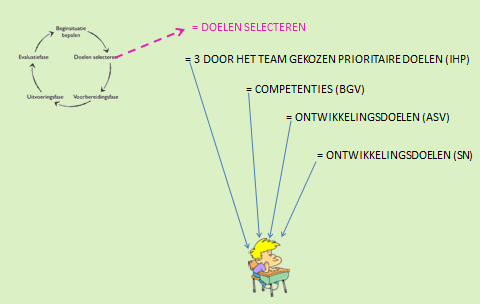 Beginsituatie
bepalen
Evaluatiefase
Doelen selecteren
Uitvoeringsfase
Voorbereidingsfase
= DOELEN SELECTEREN
= 3 DOOR HET TEAM GEKOZEN PRIORITAIRE DOELEN (IHP)
= COMPETENTIES (BGV)
= ONTWIKKELINGSDOELEN (ASV)
= ONTWIKKELINGSDOELEN (SN)